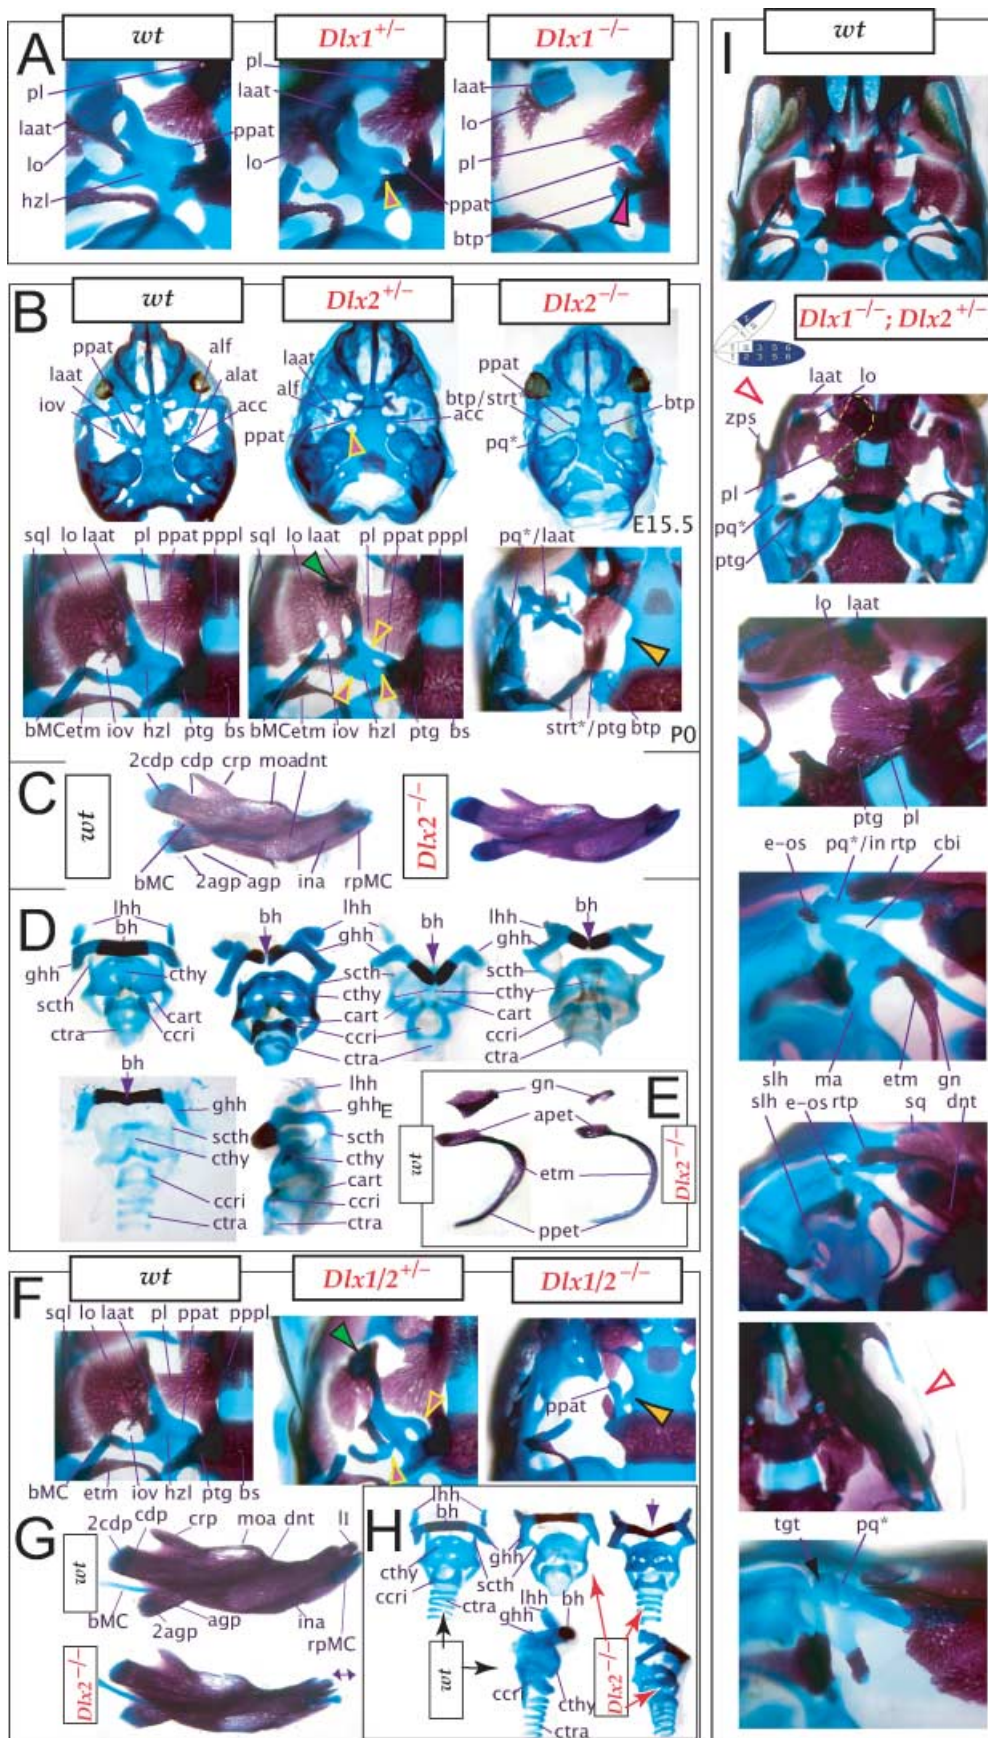 A
wt
Dlx1+/–
Dlx1–/–
pl
laat
lo
hzl
pl
laat
ppat
lo
laat
lo
pl
ppat
btp
B
wt
Dlx2+/–
Dlx2–/–
ppat
laat
iov
alf
alat
acc
laat
alf
ppat
acc
ppat
btp/strt*
pq*
btp
E15.5
sql lo laat pl ppat pppl
sql lo laat pl ppat pppl
pq*/laat
bMC etm iov hzl ptg bs
bMC etm iov hzl ptg bs
strt*/ptg btp
P0
C
wt
2cdp cdp crp moa dnt
bMC 2agp agp ina rpMC
Dlx2–/–
D
lhh
bh
ghh
scth
ctra
cthy
cart
ccri
bh
lhh
ghh
scth
cthy
cart
ccri
ctra
bh
lhh
ghh
scth
cthy
cart
ccri
ctra
bh
ghh
scth
cthy
ccri
ctra
lhh
ghh
E
scth
cthy
cart
ccri
ctra
E
wt
gn
apet
etm
ppet
Dlx2–/–
F
wt
Dlx1/2+/–
Dlx1/2–/–
sql lo laat pl ppat pppl
bMC etm iov hzl ptg bs
ppat
G
wt
2cdp cdp crp moa dnt li
bMC 2agp agp ina rpMC
Dlx2–/–
H
lhh
bh
cthy
ccri
ghh
scth
ctra
lhh
ghh
bh
wt
ccri
cthy
ctra
Dlx2–/–
I
wt
Dlx1–/–; Dlx2+/–
laat lo
zps
pl
pq*
ptg
lo laat
ptg pl
e-os pq*/in rtp cbi
slh ma etm gn
slh e-os rtp sq dnt
tgt pq*